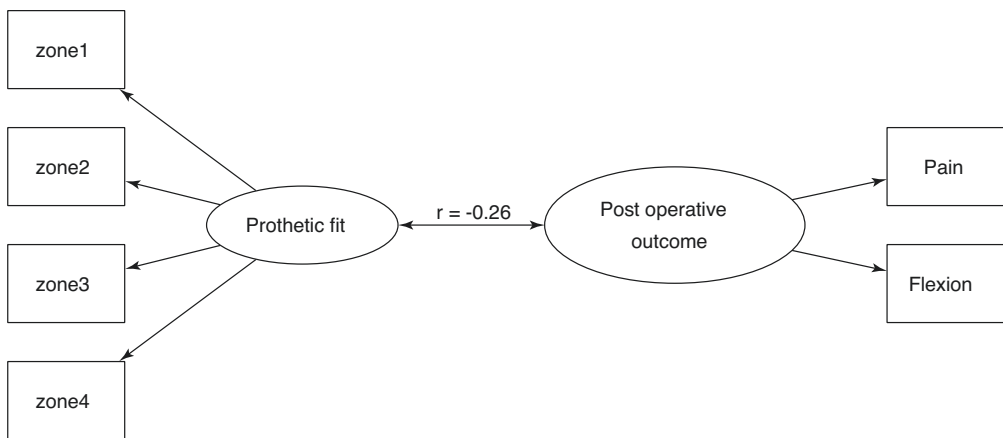 zone1
zone2
zone3
zone4
Prothetic fit
r = -0.26
Post operative
outcome
Pain
Flexion